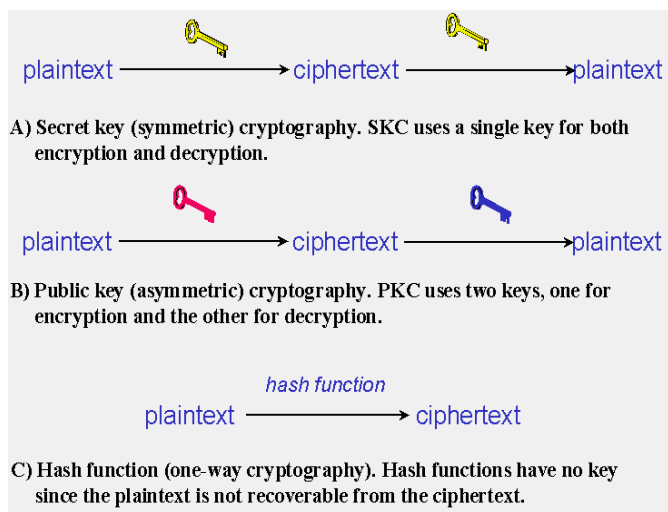 plaintext ciphertext plaintext
A) Secret key (symmetric) cryptography. SKC uses a single key for both
encryption and decryption.
plaintext ciphertext plaintext
B) Public key (asymmetric) cryptography. PKC uses two keys, one for
encryption and the other for decryption.
hash function
plaintext ciphertext
C) Hash function (one-way cryptography). Hash functions have no key
since the plaintext is not recoverable from the ciphertext.